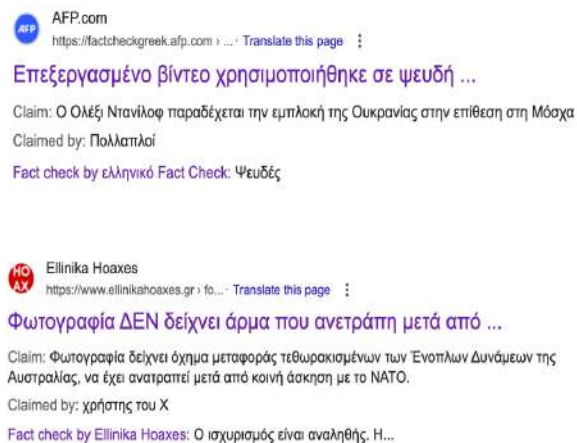 AFP
AFP.com
https://factcheckgreek.afp.com › ... · Translate this page
Επεξεργασμένο βίντεο χρησιμοποιήθηκε σε ψευδή ...
Claim: Ο Ολέξι Ντανίλοφ παραδέχεται την εμπλοκή της Ουκρανίας στην επίθεση στη Μόσχα
Claimed by: Πολλαπλοί
Fact check by ελληνικό Fact Check: Ψευδές
HO
AX
Ellinika Hoaxes
https://www.ellinikahoaxes.gr › fo... · Translate this page
Φωτογραφία ΔΕΝ δείχνει άρμα που ανετράπη μετά από ...
Claim: Φωτογραφία δείχνει όχημα μεταφοράς τεθωρακισμένων των Ένοπλων Δυνάμεων της
Αυστραλίας, να έχει ανατραπεί μετά από κοινή άσκηση με το ΝΑΤΟ.
Claimed by: χρήστης του X
Fact check by Ellinika Hoaxes: Ο ισχυρισμός είναι αναληθής. Η...